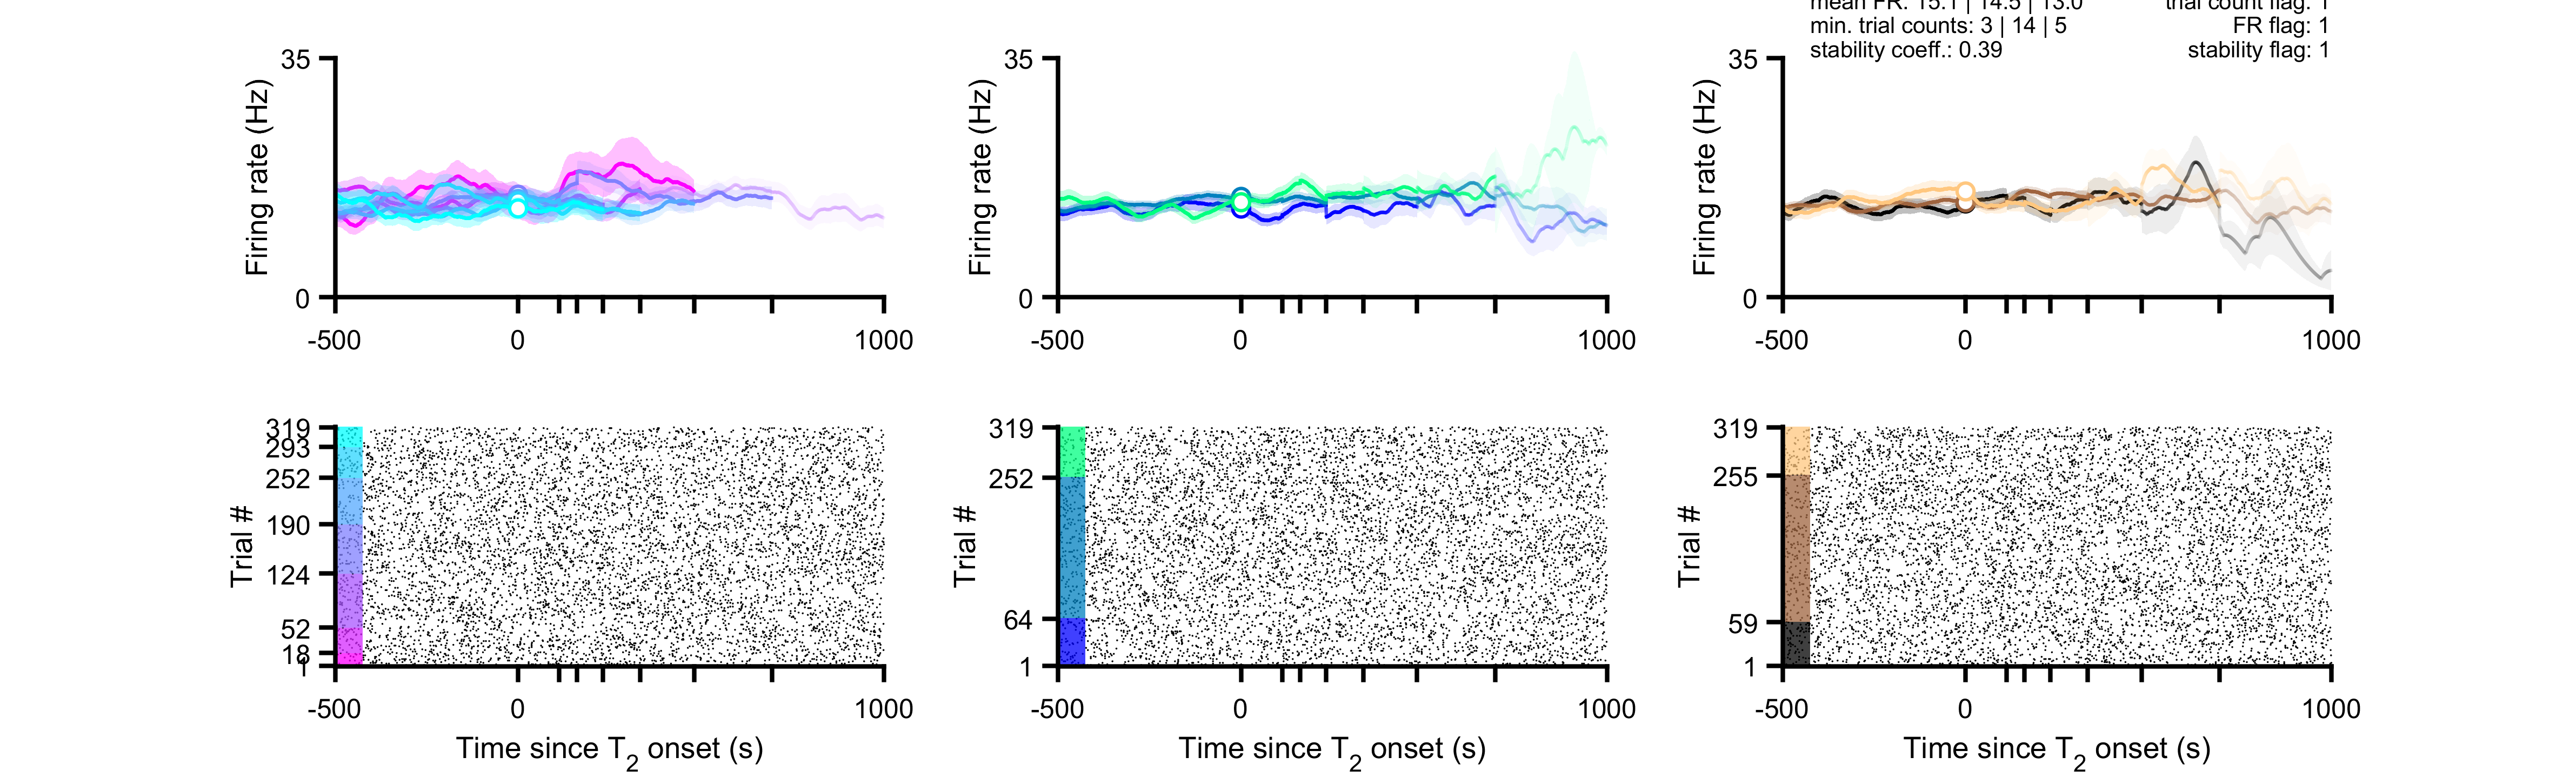 mean FR: 15.1 | 14.5 | 13.0
trial count flag: 1
min. trial counts: 3 | 14 | 5
FR flag: 1
stability coeff.: 0.39
stability flag: 1
35
Firing rate (Hz)
0
-500 0 1000
35
Firing rate (Hz)
0
-500 0 1000
35
Firing rate (Hz)
0
-500 0 1000
319
293
252
190
124
52
18
1
Trial #
-500 0 1000
Time since T2 onset (s)
319
252
64
1
Trial #
-500 0 1000
Time since T2 onset (s)
319
255
59
1
Trial #
-500 0 1000
Time since T2 onset (s)